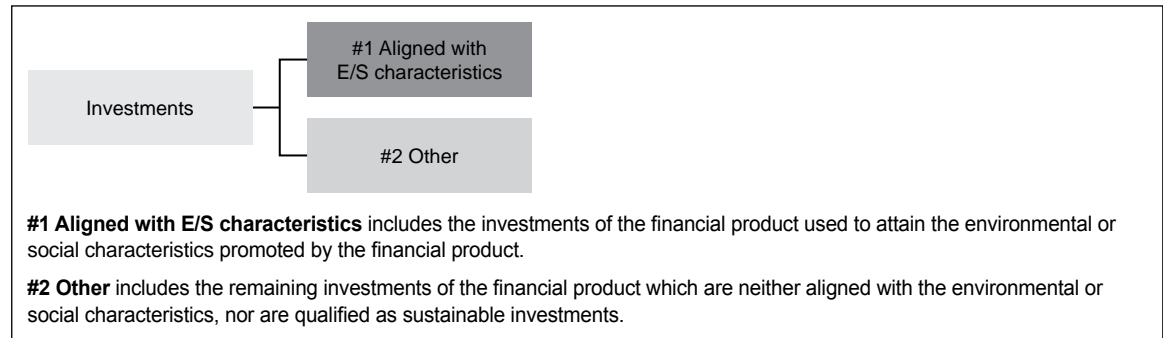 #1 Aligned with
E/S characteristics
Investments
#2 Other
#1 Aligned with E/S characteristics includes the investments of the financial product used to attain the environmental or
social characteristics promoted by the financial product.
#2 Other includes the remaining investments of the financial product which are neither aligned with the environmental or
social characteristics, nor are qualified as sustainable investments.